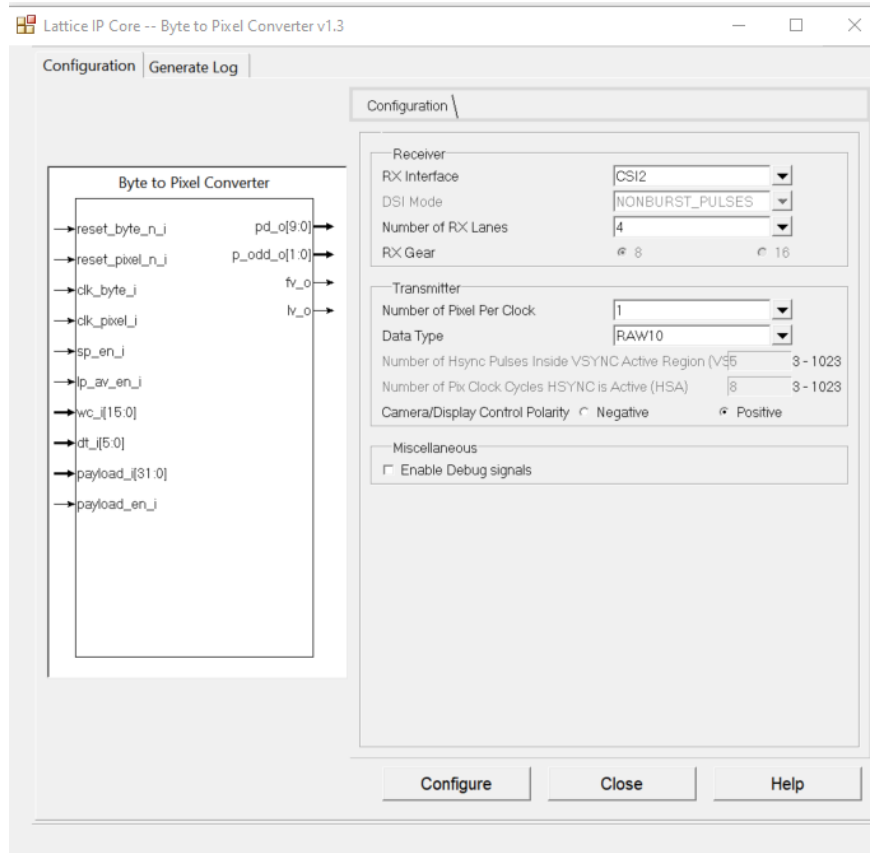 Lattice IP Core -- Byte to Pixel Converter v1.3
Configuration Generate Log
Byte to Pixel Converter
reset_byte_n_i pd_o[9:0]
reset_pixel_n_i p_odd_o[1:0]
clk_byte_i fv_o
clk_pixel_i lv_o
sp_en_i
lp_av_en_i
wc_i[15:0]
dt_i[5:0]
payload_i[31:0]
payload_en_i
Configuration
Receiver
RX Interface CSI2
DSI Mode NONBURST_PULSES
Number of RX Lanes 4
RX Gear 8 16
Transmitter
Number of Pixel Per Clock 1
Data Type RAW10
Number of Hsync Pulses Inside VSYNC Active Region (VS 5 3 - 1023
Number of Pix Clock Cycles HSYNC is Active (HSA) 8 3 - 1023
Camera/Display Control Polarity Negative Positive
Miscellaneous
Enable Debug signals
Configure Close Help